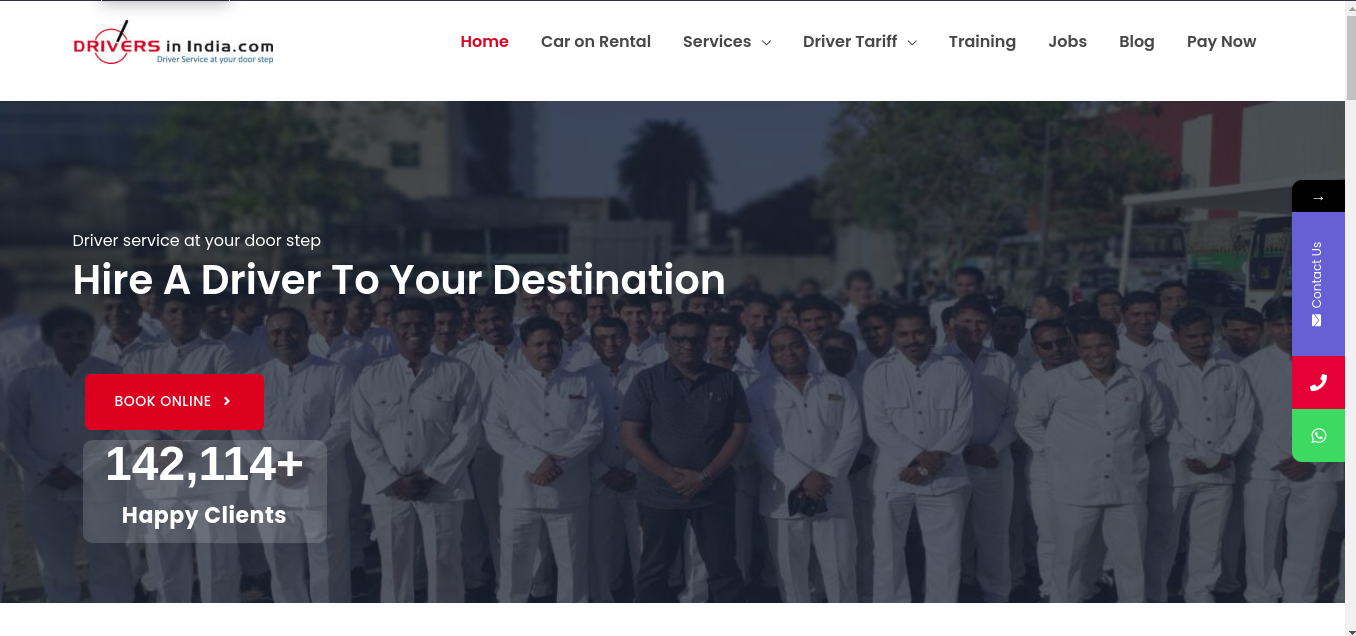 DRIVERS in India.com
Driver Service at your door step
Home Car on Rental Services Driver Tariff Training Jobs Blog Pay Now
Driver service at your door step
Hire A Driver To Your Destination
BOOK ONLINE
142,114+
Happy Clients
→
Contact Us